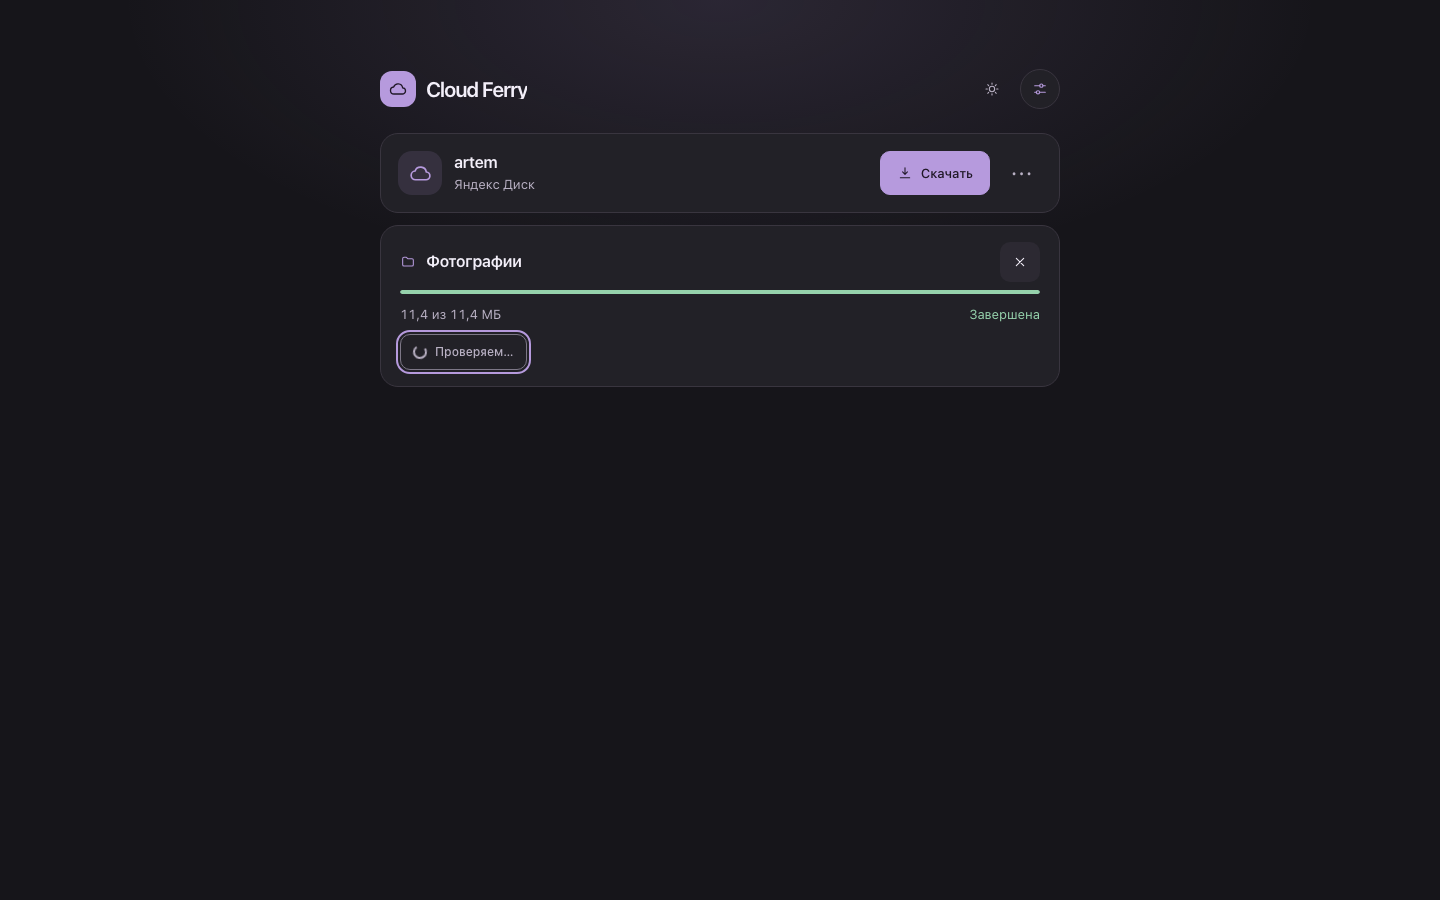 Cloud Ferry
artem
Яндекс Диск
Скачать
Фотографии
11,4 из 11,4 МБ
Завершена
Проверяем...